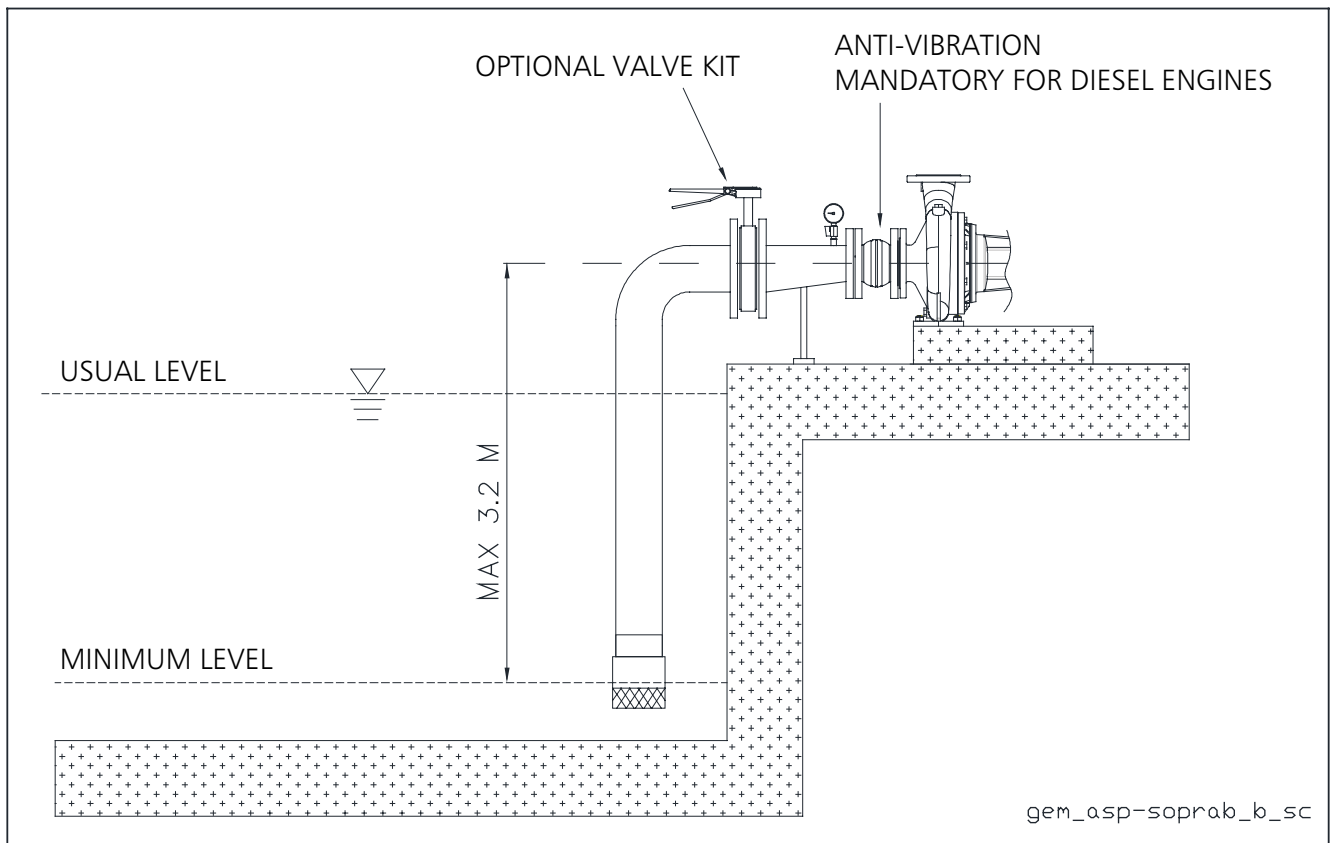 OPTIONAL VALVE KIT
ANTI-VIBRATION
MANDATORY FOR DIESEL ENGINES
USUAL LEVEL
MAX 3.2 M
MINIMUM LEVEL
gem_asp-soprab_b_sc